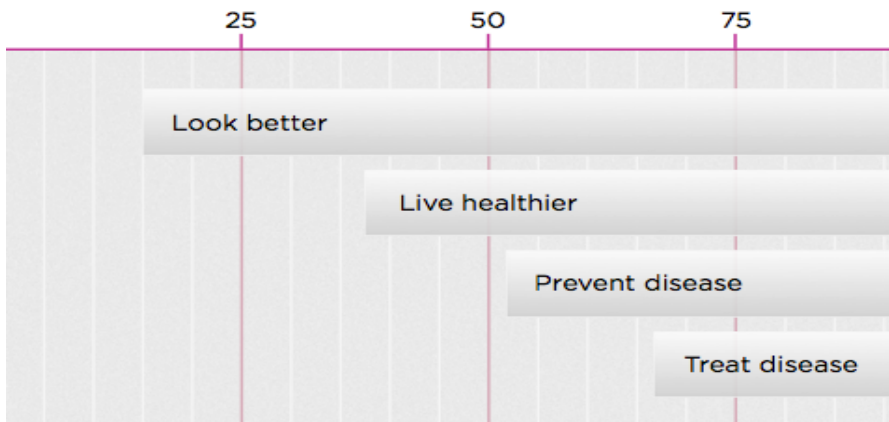 25 50 75
Look better
Live healthier
Prevent disease
Treat disease